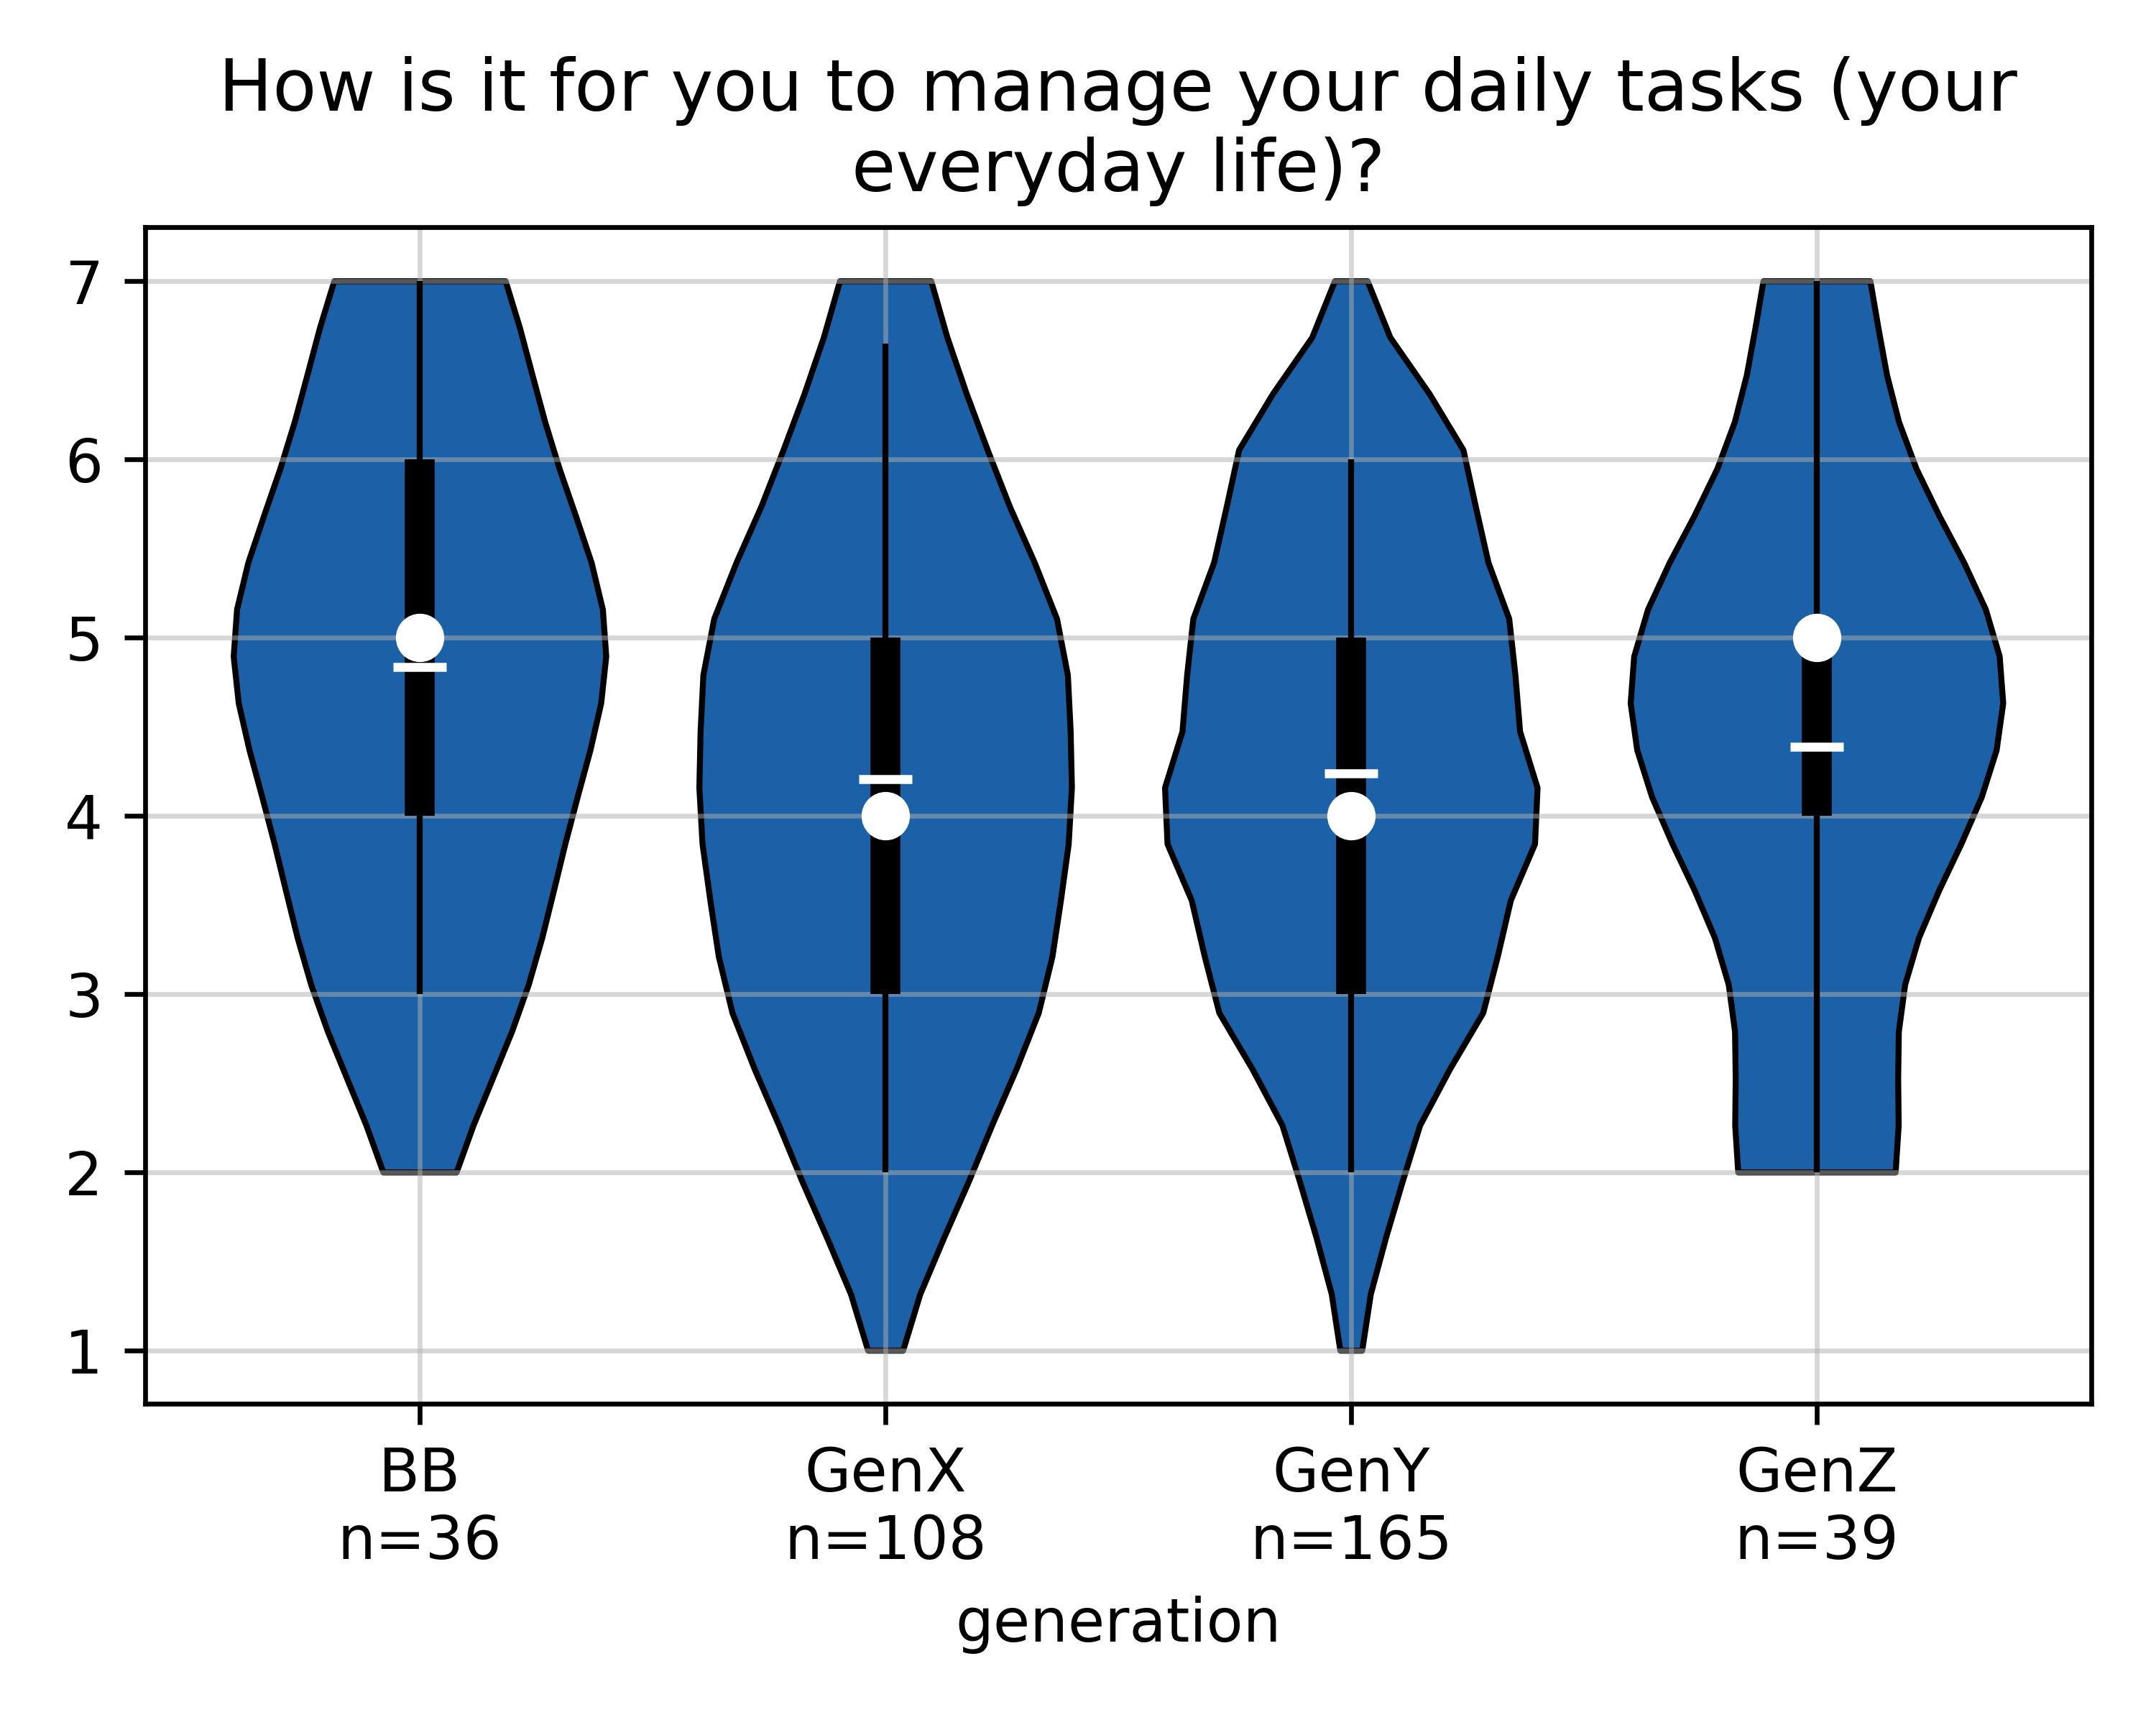 How is it for you to manage your daily tasks (your
everyday life)?
7
6
5
4
3
2
1
BB GenX GenY GenZ
n=36 n=108 n=165 n=39
generation